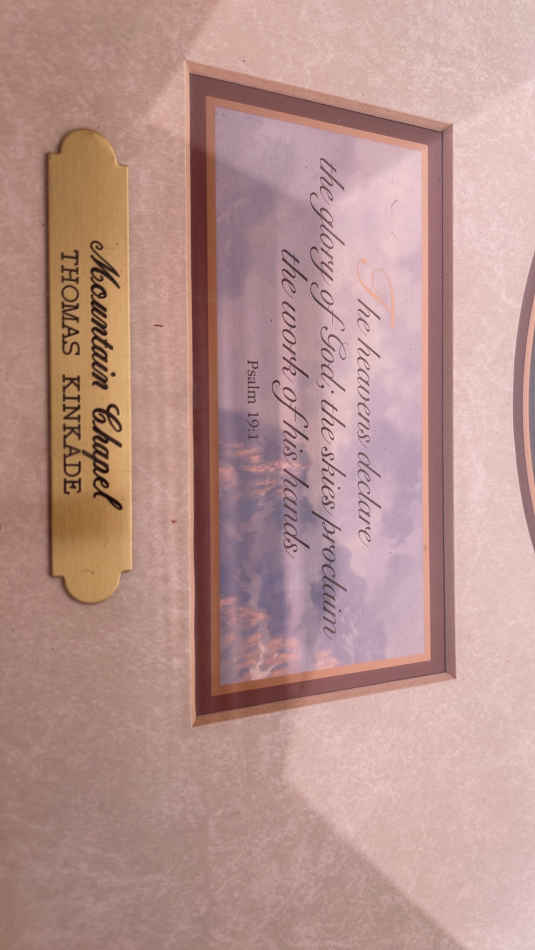 The heavens declare
the glory of God; the skies proclaim
the work of his hands
Psalm 19:1
Mountain Chapel
THOMAS KINKADE